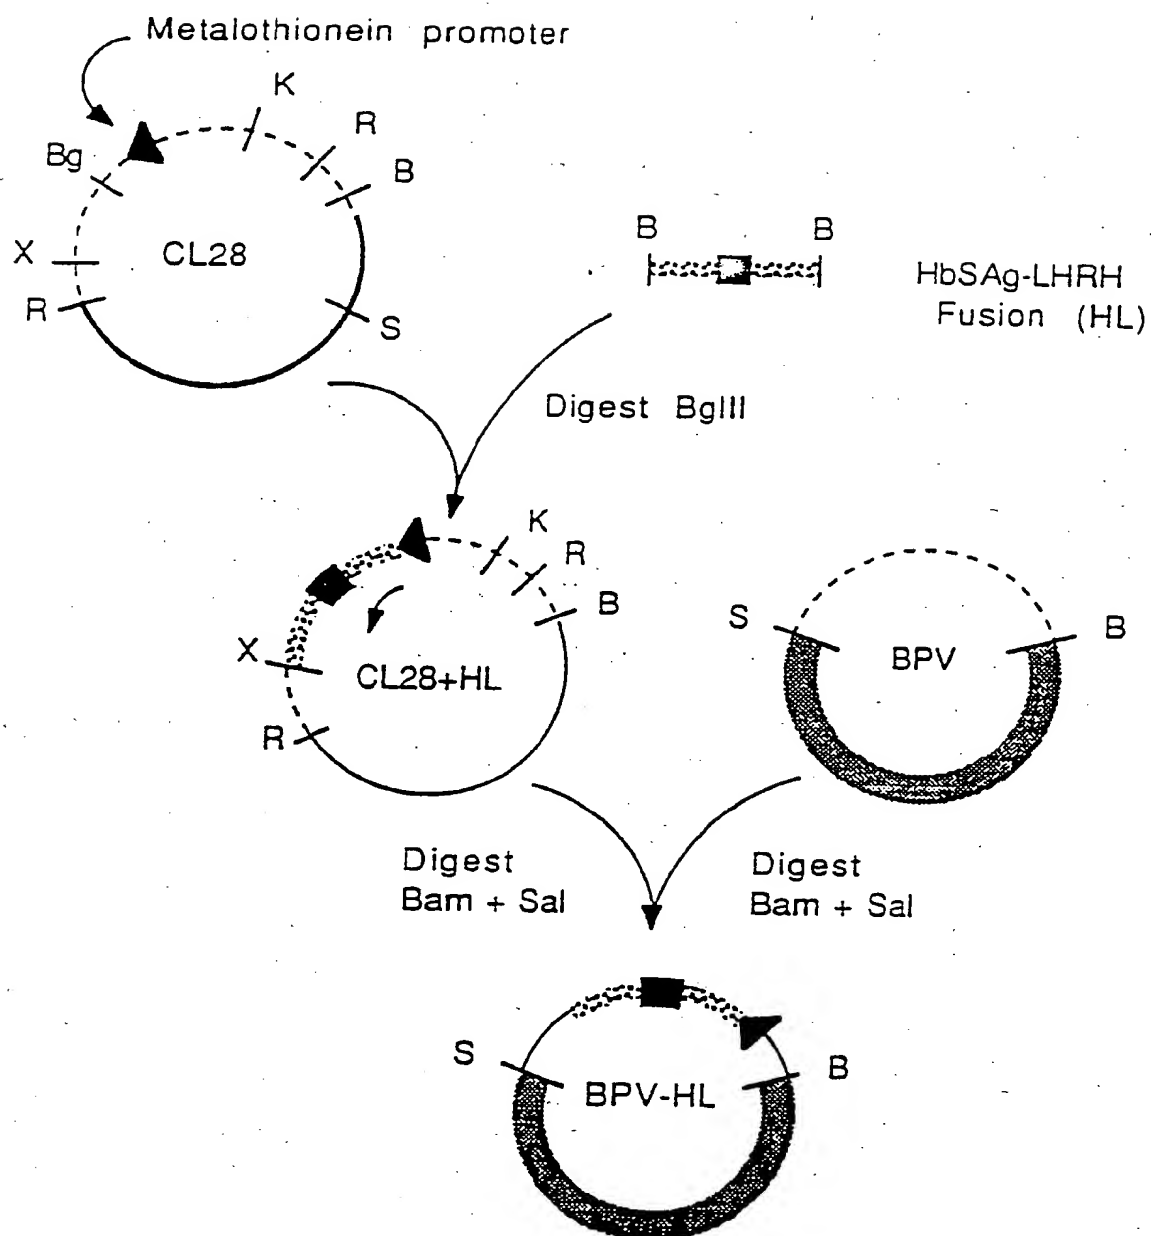 Metalothionein promoter
K
R
Bg
B
X
CL28
R
S
B
B
HbSAg-LHRH
Fusion (HL)
Digest BglII
K
R
B
X
CL28+HL
R
S
BPV
B
Digest
Bam + Sal
Digest
Bam + Sal
S
BPV-HL
B